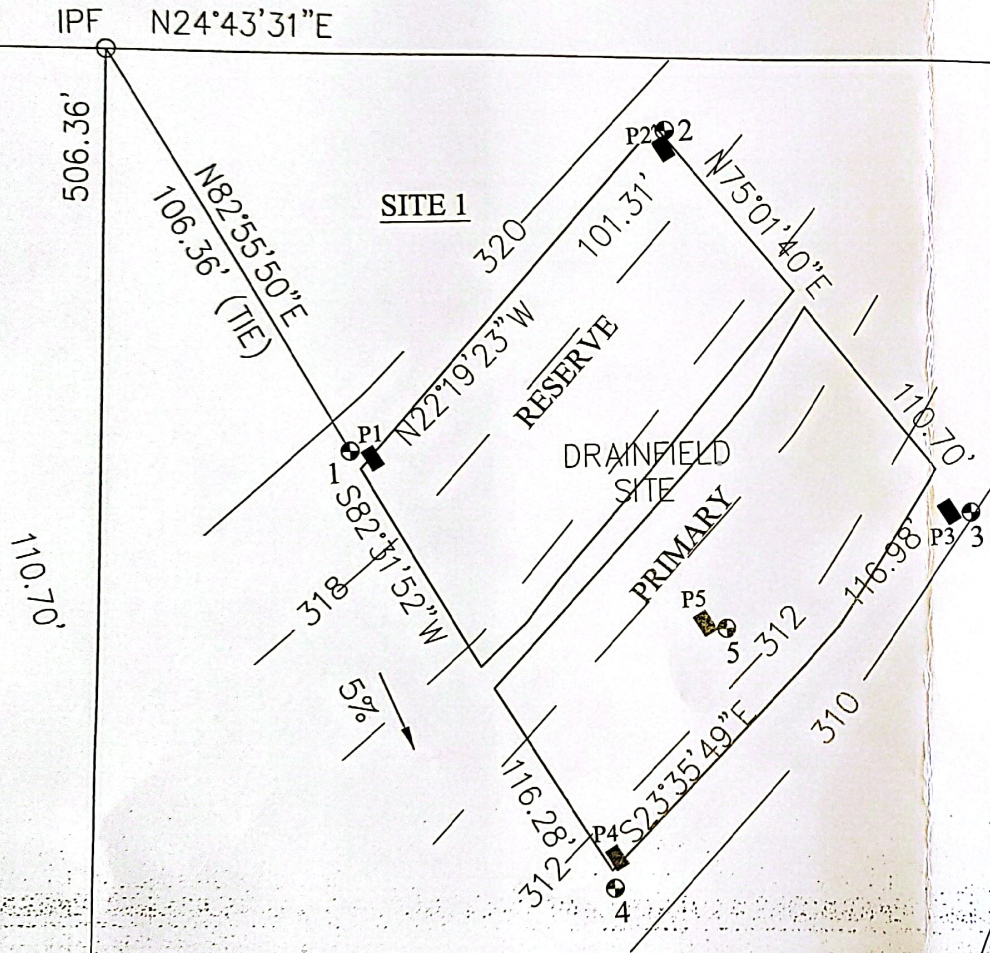 IPF N24°43'31"E
506.36'
N82°55'50"E
106.36' (TIE)
SITE 1
320
101.31'
N22°19'23"W
P2
2
N75°01'40"E
RESERVE
P1
1
S82°31'52"W
DRAINFIELD
SITE
PRIMARY
110.70'
P3
3
116.98'
P5
5
312
310
110.70'
318
5%
116.28'
S23°35'49"E
P4
312
4